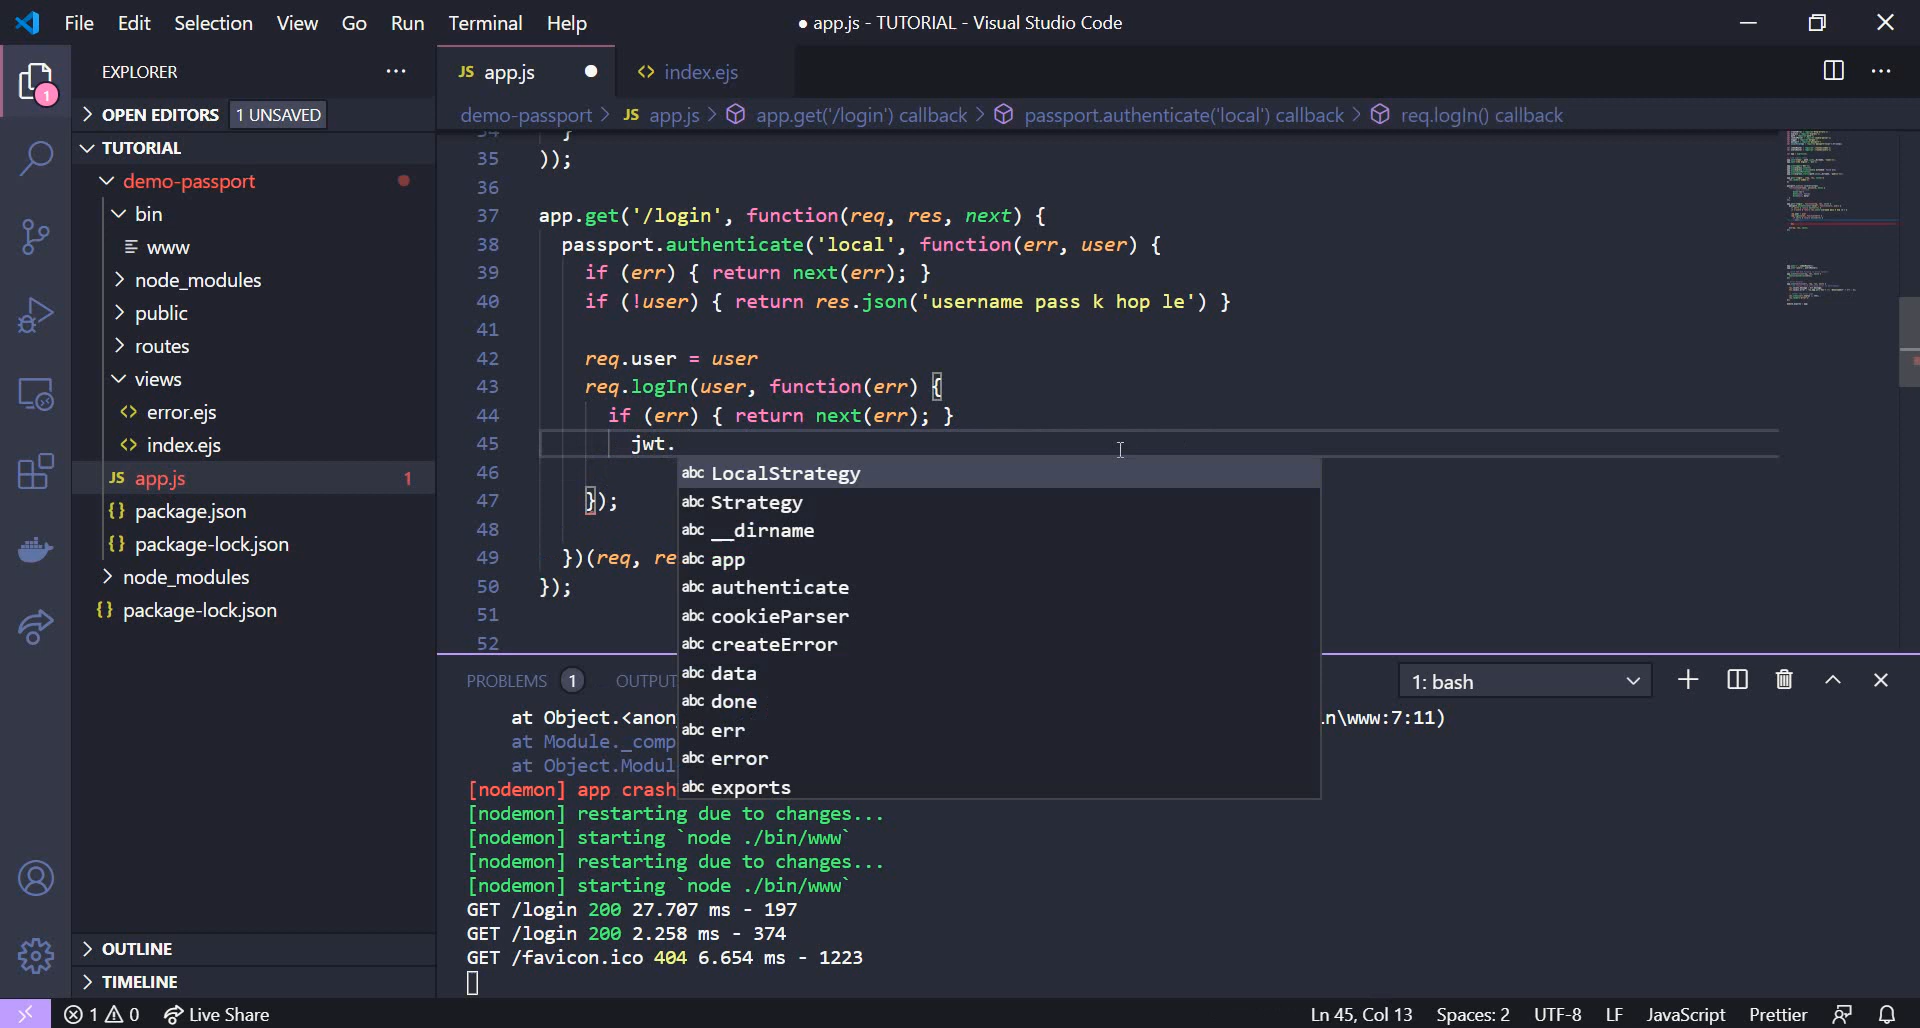 File Edit Selection View Go Run Terminal Help
● app.js - TUTORIAL - Visual Studio Code
EXPLORER
JS app.js
<> index.ejs
1
OPEN EDITORS 1 UNSAVED
demo-passport > JS app.js > app.get('/login') callback > passport.authenticate('local') callback > req.logIn() callback
TUTORIAL
demo-passport
bin
www
node_modules
public
routes
views
<> error.ejs
<> index.ejs
JS app.js 1
{} package.json
{} package-lock.json
node_modules
{} package-lock.json
OUTLINE
TIMELINE
34 }
35 ));
36
37 app.get('/login', function(req, res, next) {
38 passport.authenticate('local', function(err, user) {
39 if (err) { return next(err); }
40 if (!user) { return res.json('username pass k hop le') }
41
42 req.user = user
43 req.logIn(user, function(err) {
44 if (err) { return next(err); }
45 jwt.
46
47 });
48
49 })(req, re
50 });
51
52
abc LocalStrategy
abc Strategy
abc __dirname
abc app
abc authenticate
abc cookieParser
abc createError
abc data
abc done
abc err
abc error
abc exports
PROBLEMS 1 OUTPUT
1: bash
at Object.<anon
n\www:7:11)
at Module._comp
at Object.Modul
[nodemon] app crash
[nodemon] restarting due to changes...
[nodemon] starting `node ./bin/www`
[nodemon] restarting due to changes...
[nodemon] starting `node ./bin/www`
GET /login 200 27.707 ms - 197
GET /login 200 2.258 ms - 374
GET /favicon.ico 404 6.654 ms - 1223
1 0 Live Share
Ln 45, Col 13 Spaces: 2 UTF-8 LF JavaScript Prettier